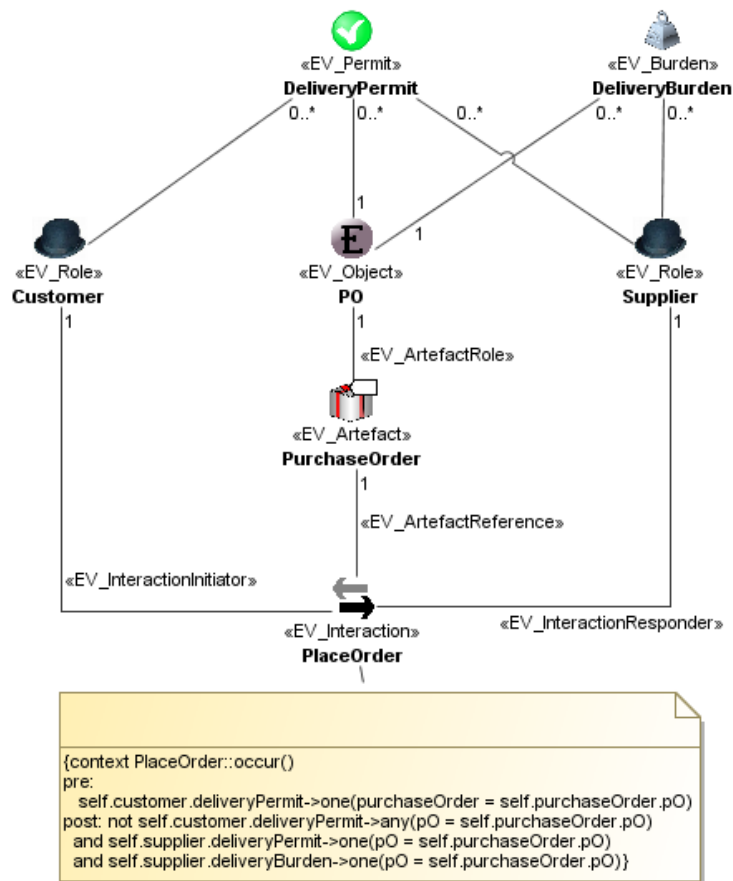 «EV_Permit»
DeliveryPermit
«EV_Burden»
DeliveryBurden
0..*
0..*
0..*
0..*
0..*
1
1
E
«EV_Role»
Customer
1
«EV_Object»
PO
1
«EV_Role»
Supplier
1
«EV_ArtefactRole»
«EV_Artefact»
PurchaseOrder
1
«EV_ArtefactReference»
«EV_InteractionInitiator»
«EV_InteractionResponder»
«EV_Interaction»
PlaceOrder
{context PlaceOrder::occur()
pre:
self.customer.deliveryPermit->one(purchaseOrder = self.purchaseOrder.pO)
post: not self.customer.deliveryPermit->any(pO = self.purchaseOrder.pO)
and self.supplier.deliveryPermit->one(pO = self.purchaseOrder.pO)
and self.supplier.deliveryBurden->one(pO = self.purchaseOrder.pO)}